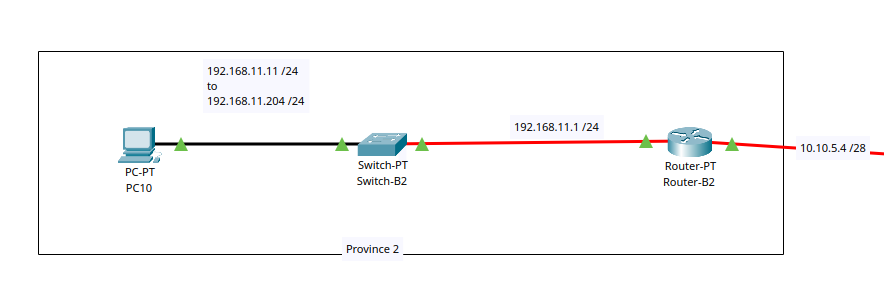 192.168.11.11 /24
to
192.168.11.204 /24
192.168.11.1 /24
10.10.5.4 /28
PC-PT
PC10
Switch-PT
Switch-B2
Router-PT
Router-B2
Province 2